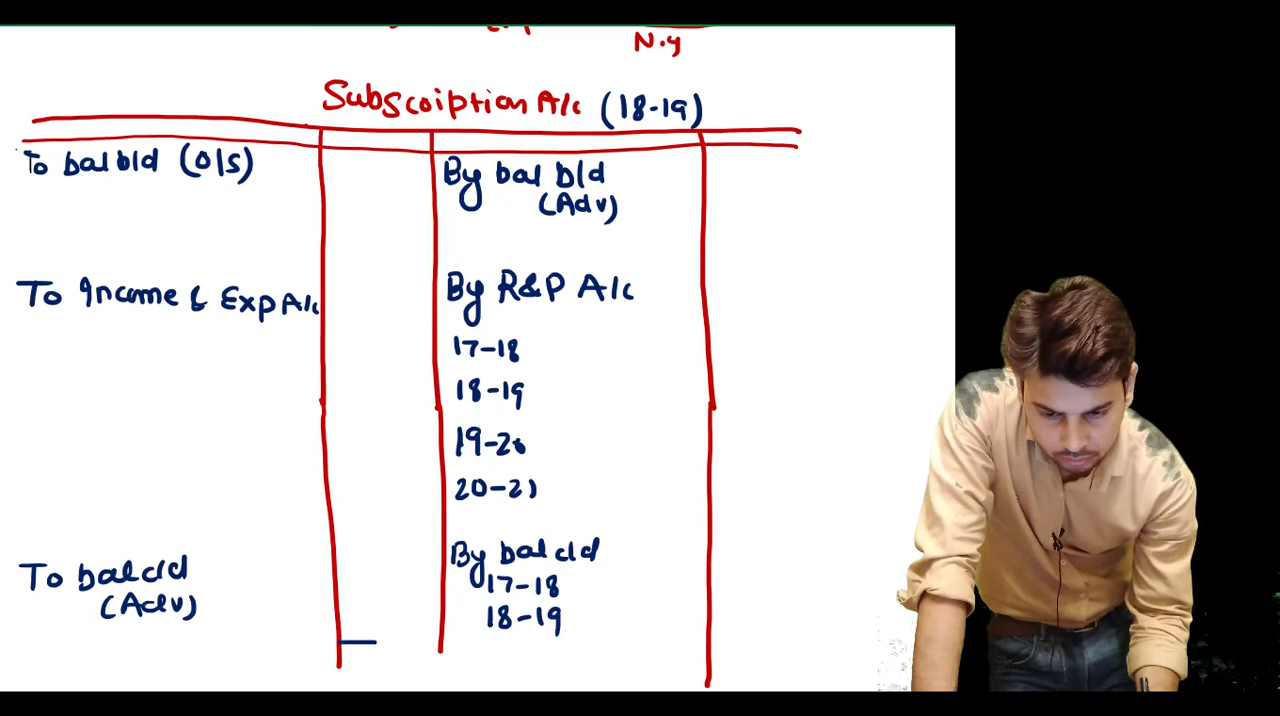 N.y
Subscription A/c (18-19)
To bal b/d (O/S)
By bal b/d
(Adv)
To Income & Exp A/c
By R&P A/c
17-18
18-19
19-20
20-21
To bal c/d
(Adv)
By bal c/d
17-18
18-19